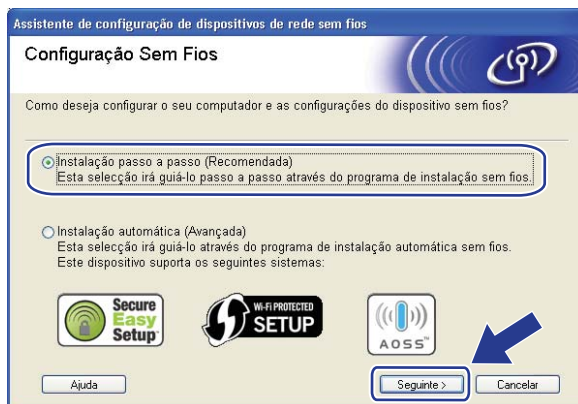 Assistente de configuração de dispositivos de rede sem fios
Configuração Sem Fios
Como deseja configurar o seu computador e as configurações do dispositivo sem fios?
Instalação passo a passo (Recomendada)
Esta selecção irá guiá-lo passo a passo através do programa de instalação sem fios.
Instalação automática (Avançada)
Esta selecção irá guiá-lo através do programa de instalação automática sem fios.
Este dispositivo suporta os seguintes sistemas:
Secure
Easy
Setup
Wi-Fi PROTECTED
SETUP
AOSS™
Ajuda
Seguinte >
Cancelar